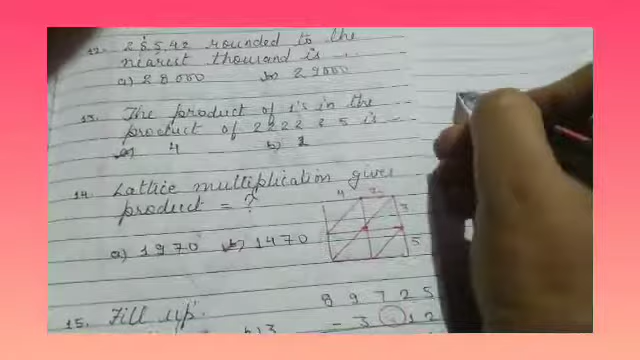 12. 28,542 rounded to the
nearest thousand is ...
a) 28000 b) 29000
13. The product of 1's in the
product of 2222 & 5 is --
a) 4 b) 1
14. Lattice multiplication gives
product = ?
4 2
3
a) 1970 b) 1470
5
15. Fill up.
8 9 7 2 5
b) 3 - 3 12